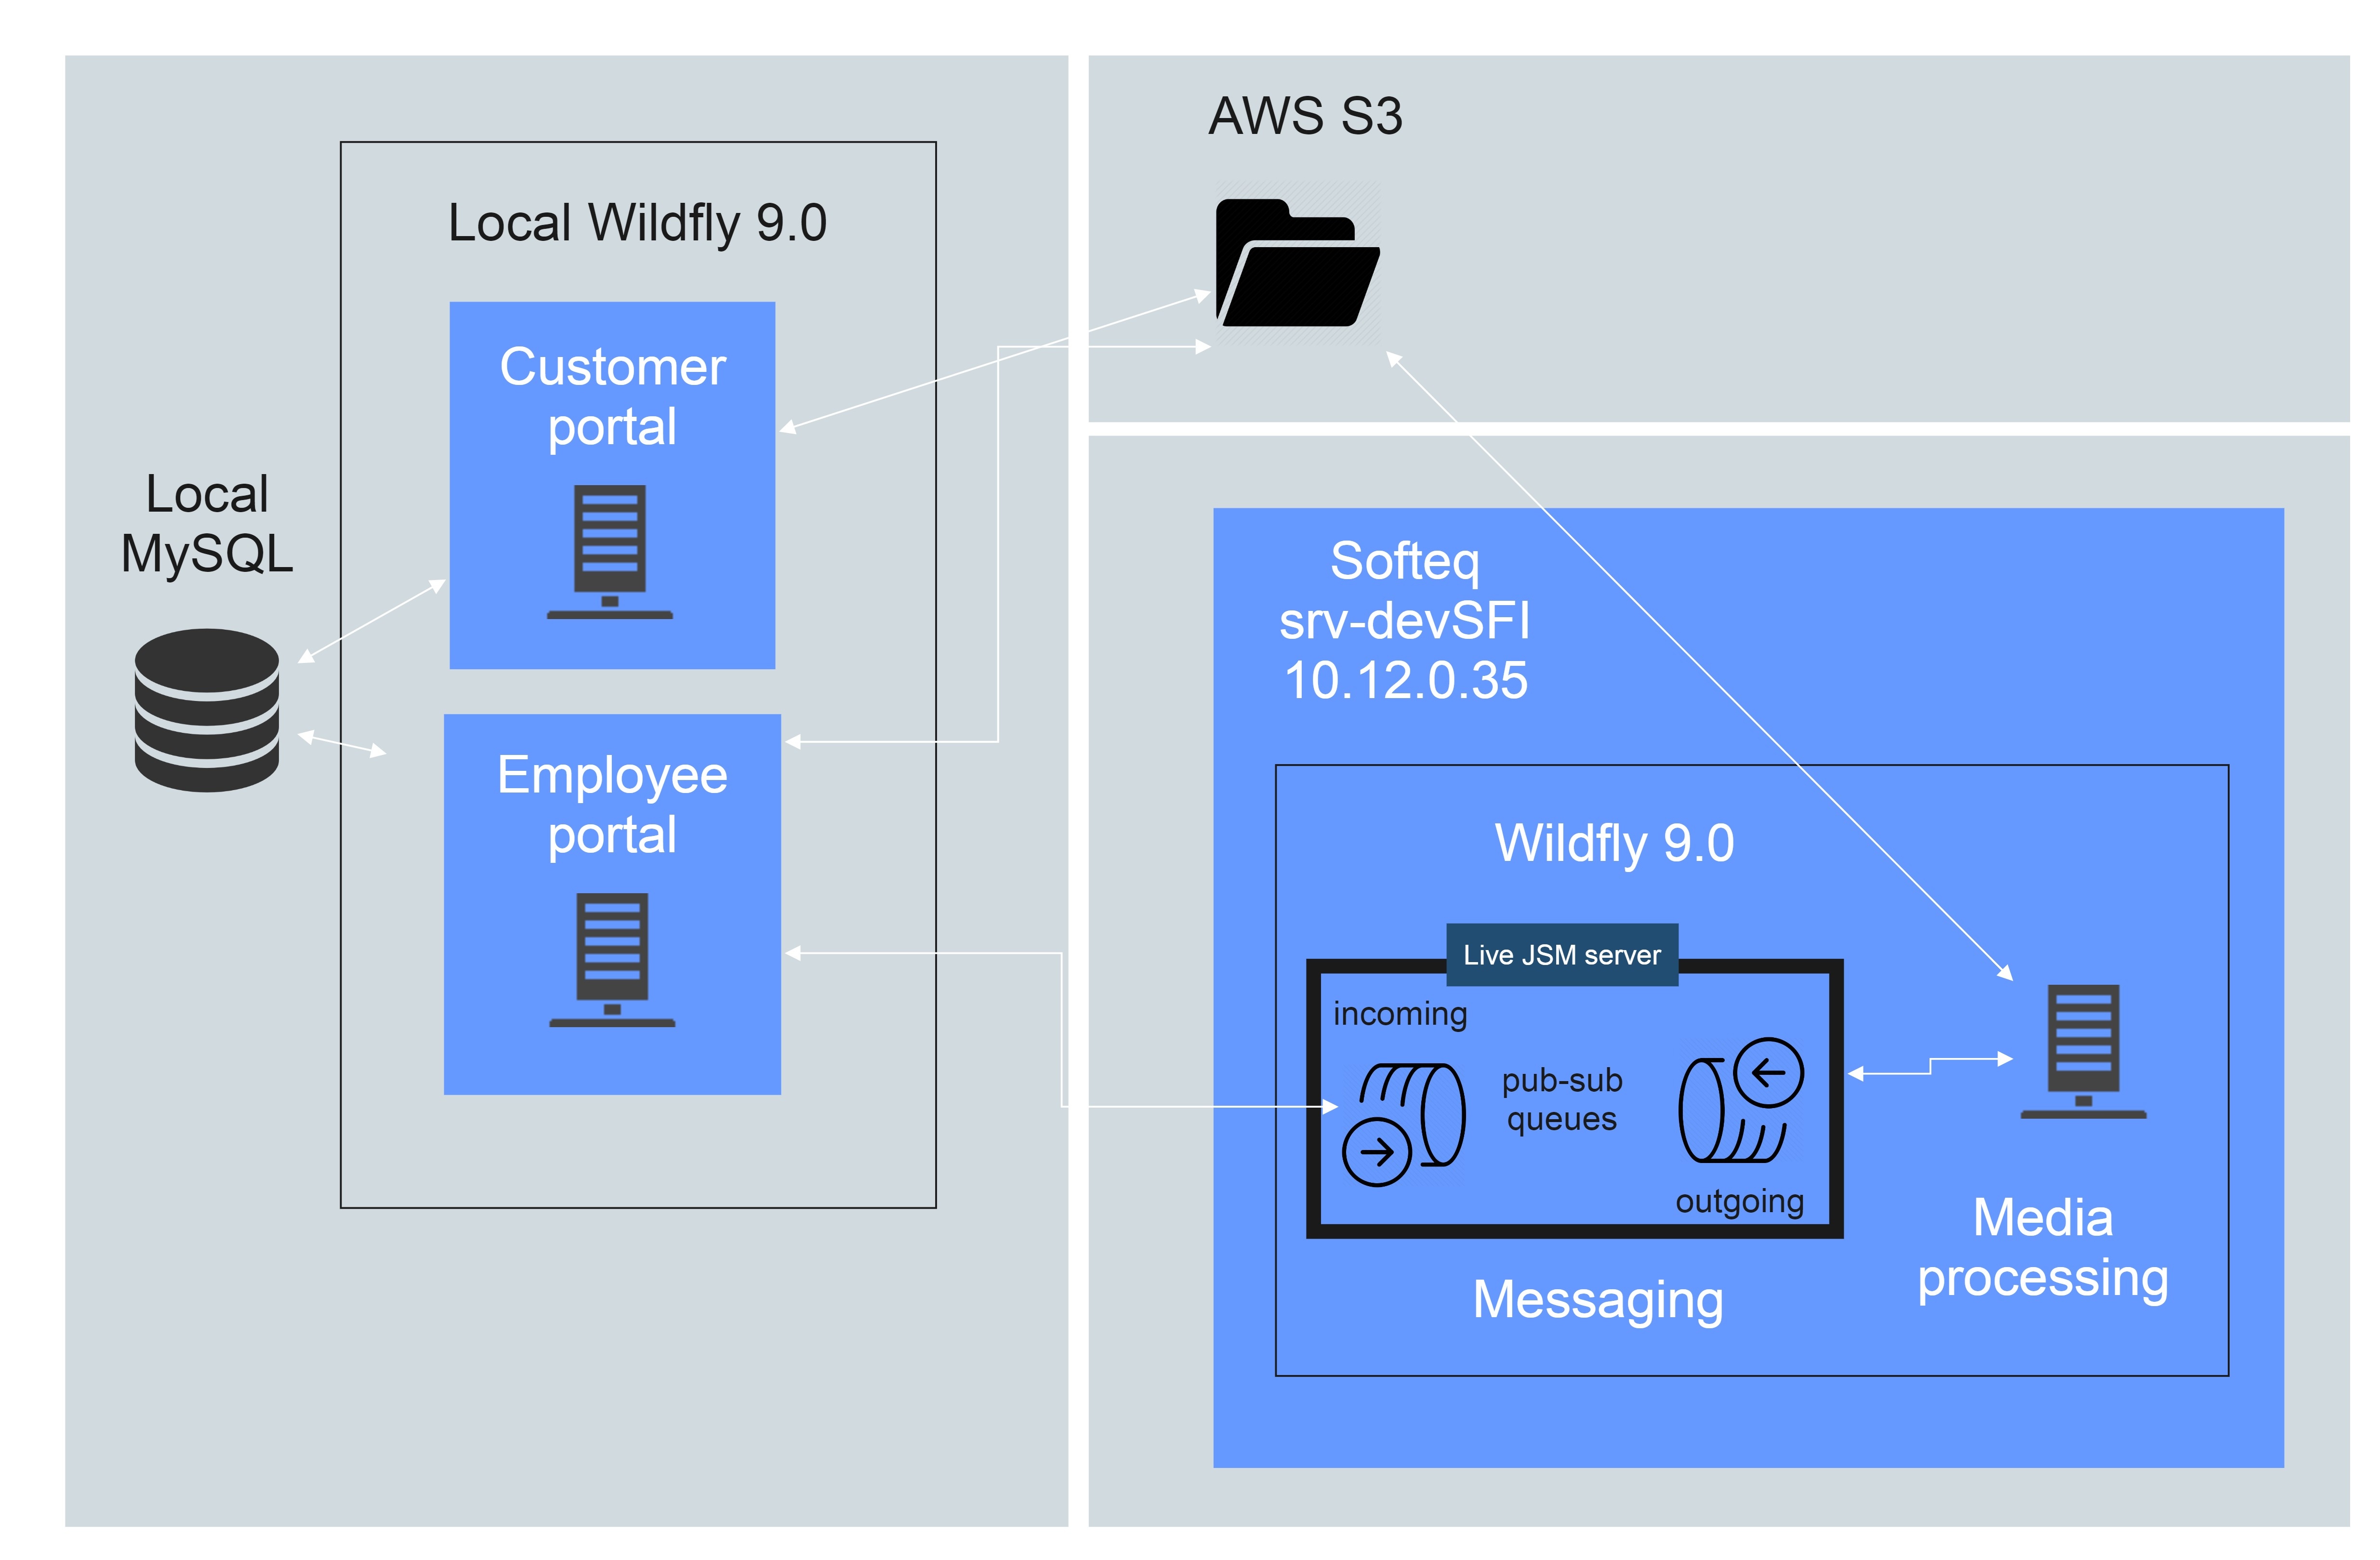 AWS S3
Local Wildfly 9.0
Customer
portal
Local
MySQL
Employee
portal
Softeq
srv-devSFI
10.12.0.35
Wildfly 9.0
Live JSM server
incoming
pub-sub
queues
outgoing
Messaging
Media
processing